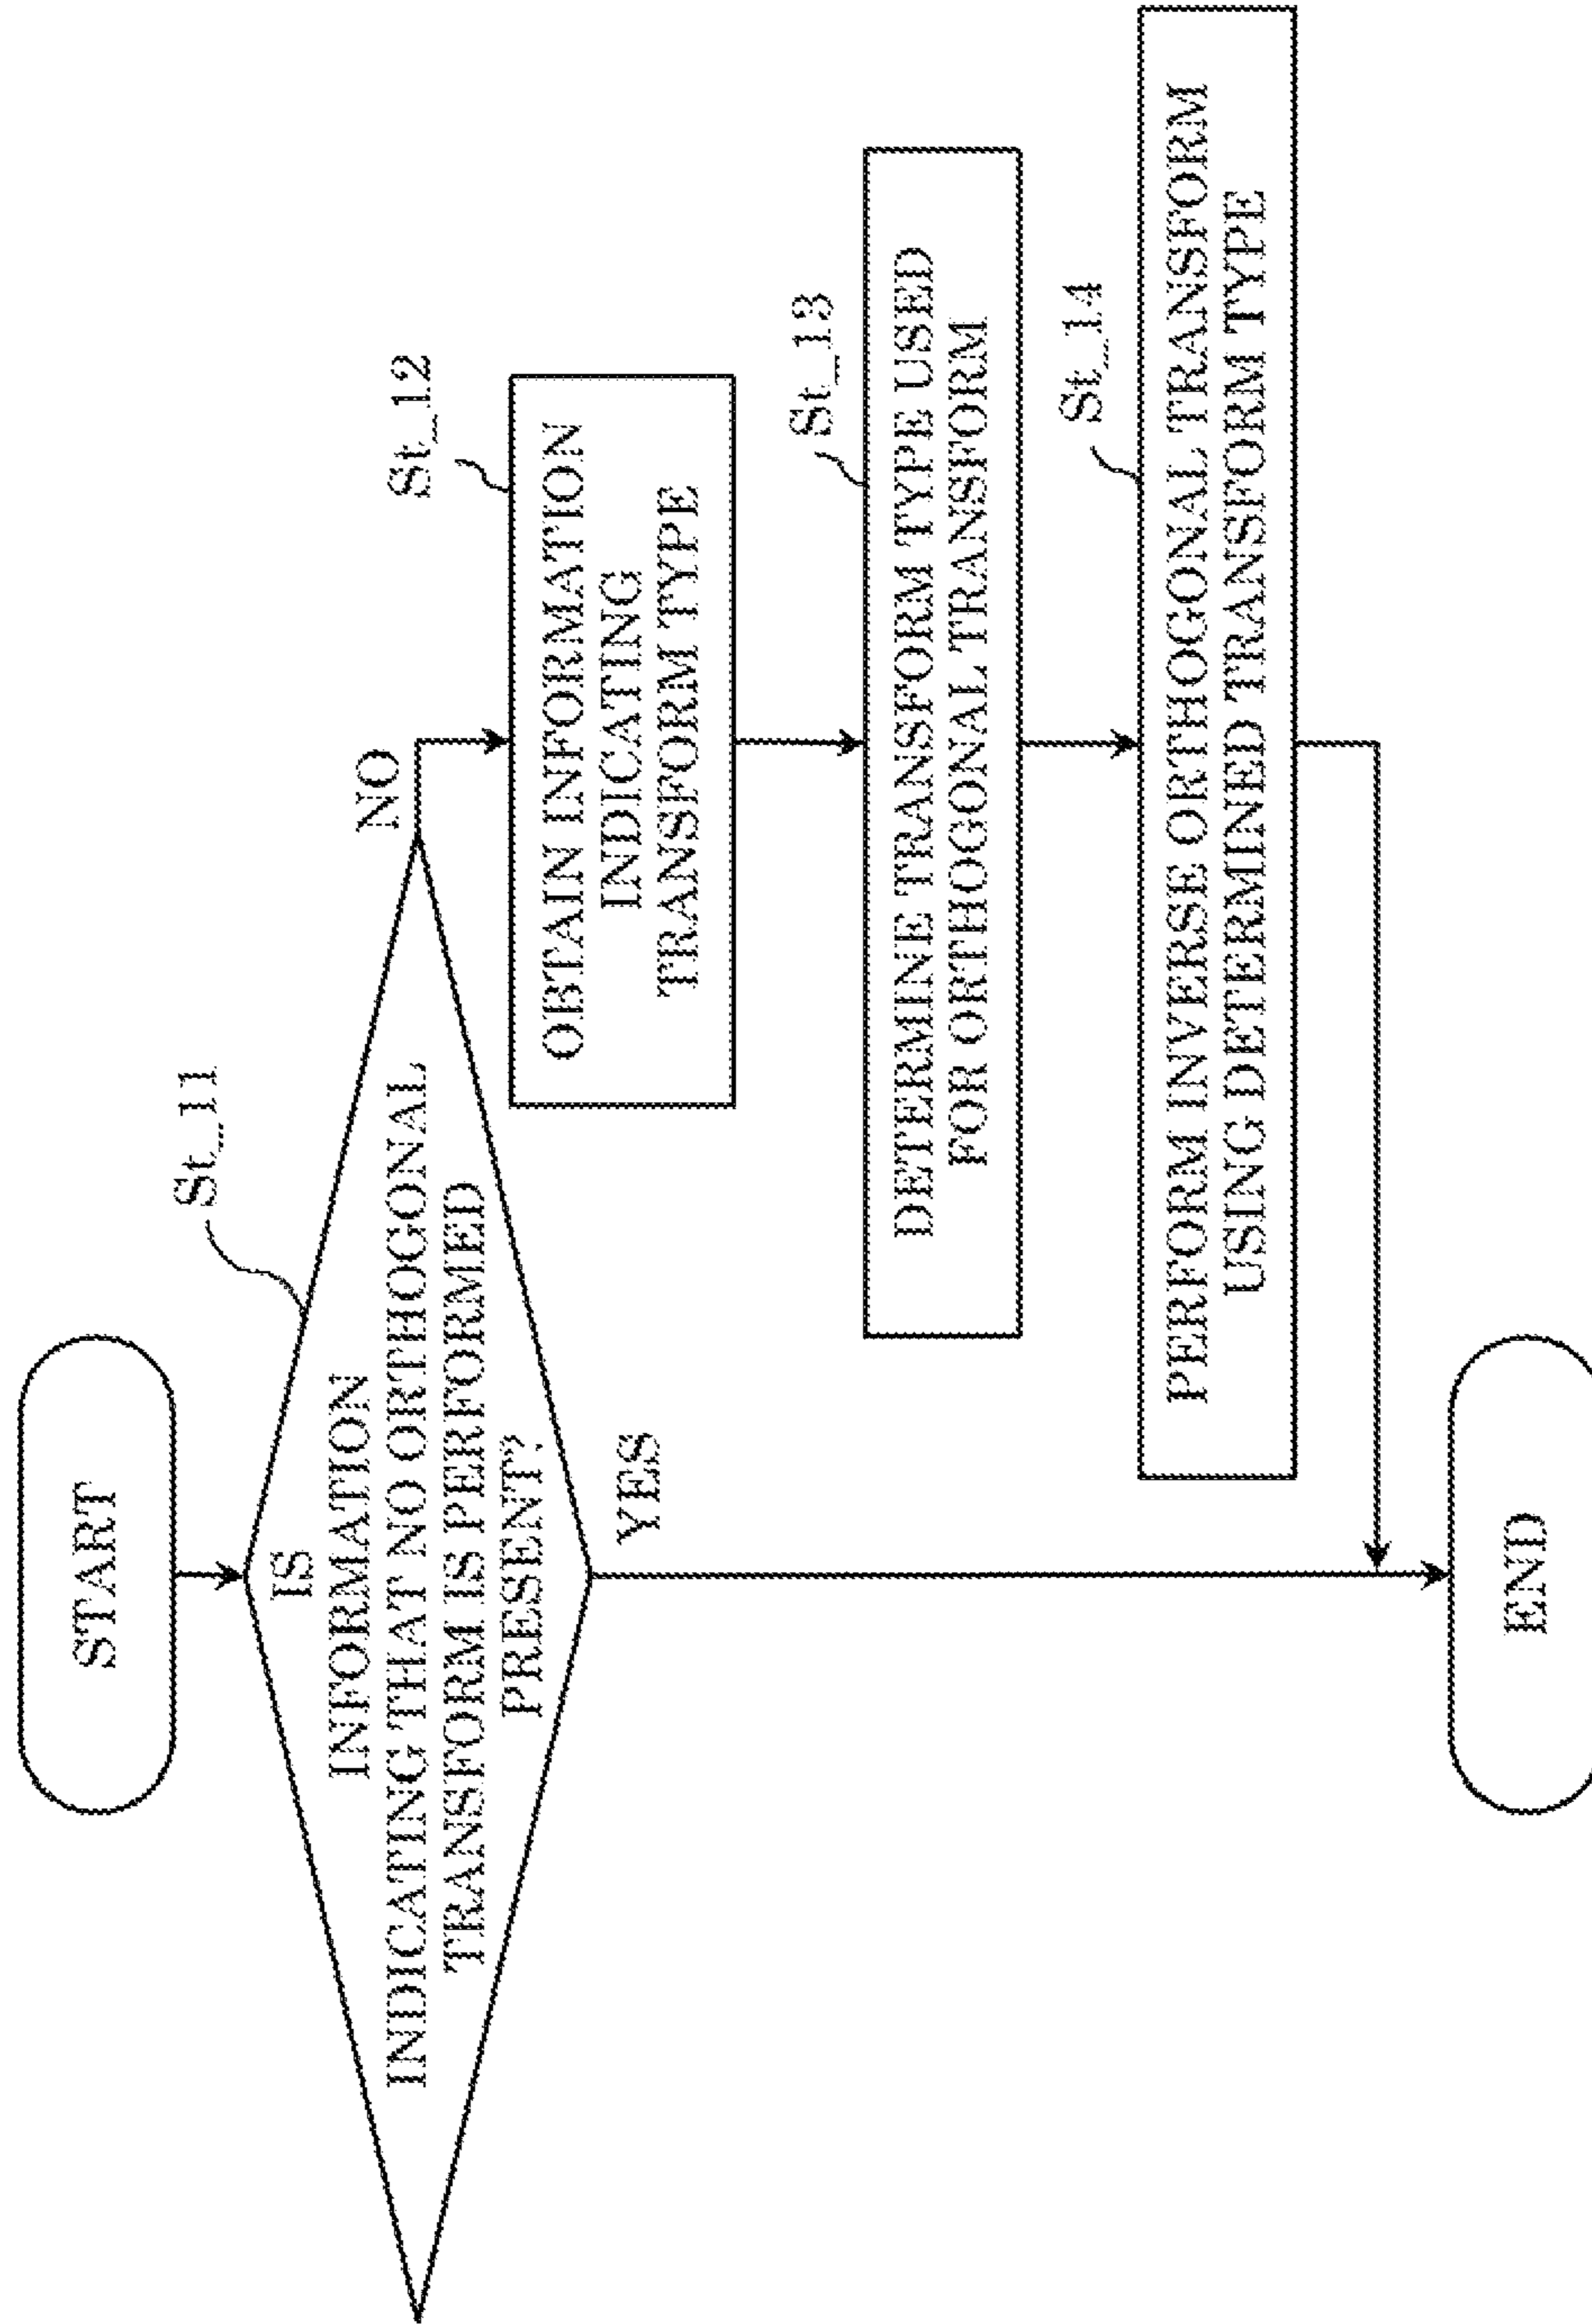 START
St_11
IS
INFORMATION
INDICATING THAT NO ORTHOGONAL
TRANSFORM IS PERFORMED
PRESENT?
NO
YES
St_12
OBTAIN INFORMATION
INDICATING
TRANSFORM TYPE
St_13
DETERMINE TRANSFORM TYPE USED
FOR ORTHOGONAL TRANSFORM
St_14
PERFORM INVERSE ORTHOGONAL TRANSFORM
USING DETERMINED TRANSFORM TYPE
END